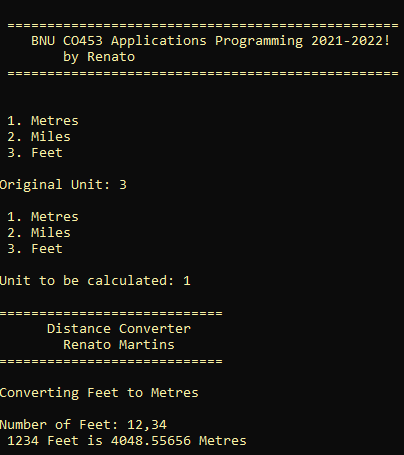 =================================================
BNU CO453 Applications Programming 2021-2022!
by Renato
=================================================
1. Metres
2. Miles
3. Feet
Original Unit: 3
1. Metres
2. Miles
3. Feet
Unit to be calculated: 1
============================
Distance Converter
Renato Martins
============================
Converting Feet to Metres
Number of Feet: 12,34
1234 Feet is 4048.55656 Metres